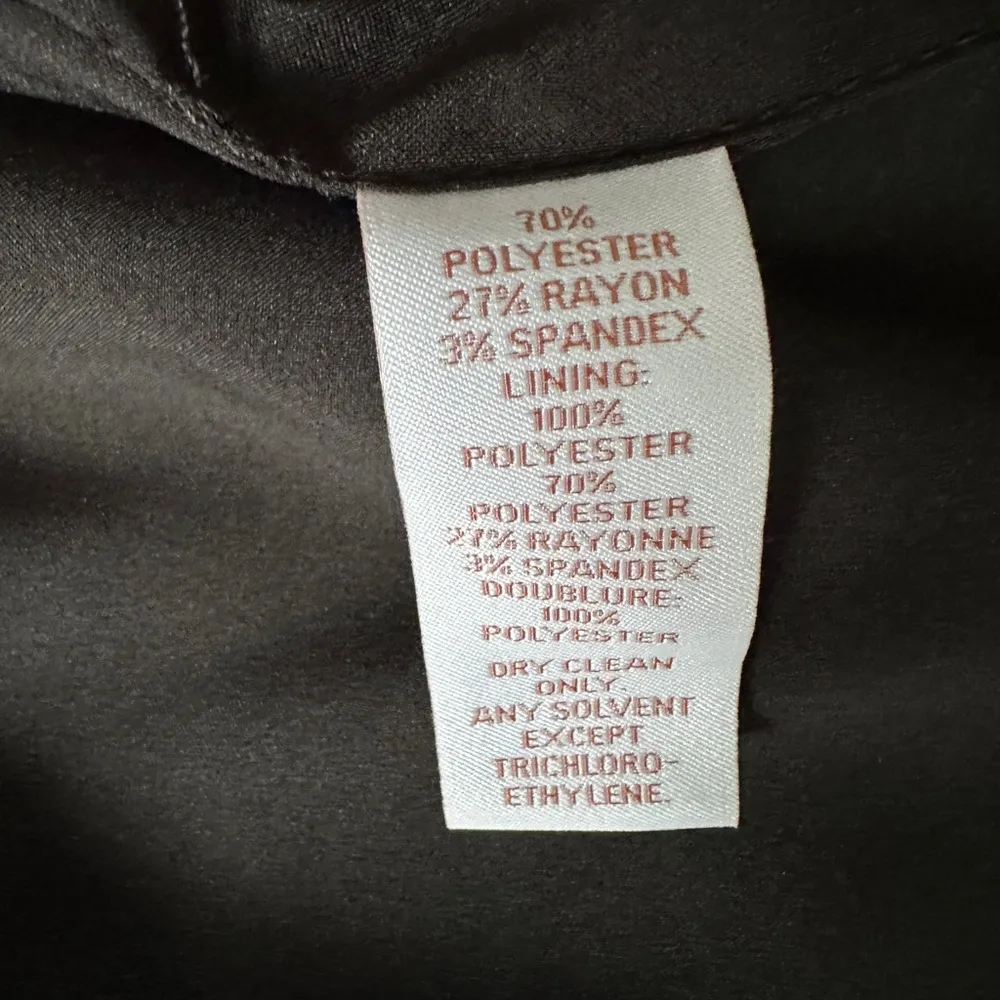 70%
POLYESTER
27% RAYON
3% SPANDEX
LINING:
100%
POLYESTER
70%
POLYESTER
27% RAYONNE
3% SPANDEX
DOUBLURE:
100%
POLYESTER
DRY CLEAN
ONLY.
ANY SOLVENT
EXCEPT
TRICHLORO-
ETHYLENE.